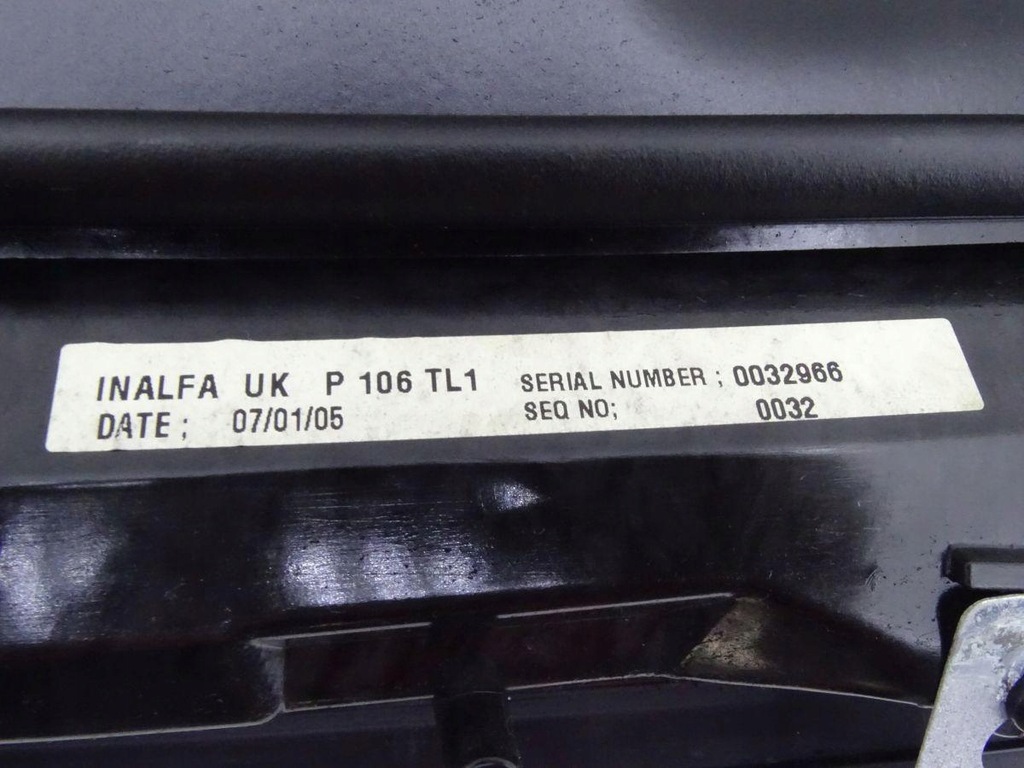 INALFA UK P 106 TL1 SERIAL NUMBER ; 0032966
DATE ; 07/01/05 SEQ NO; 0032